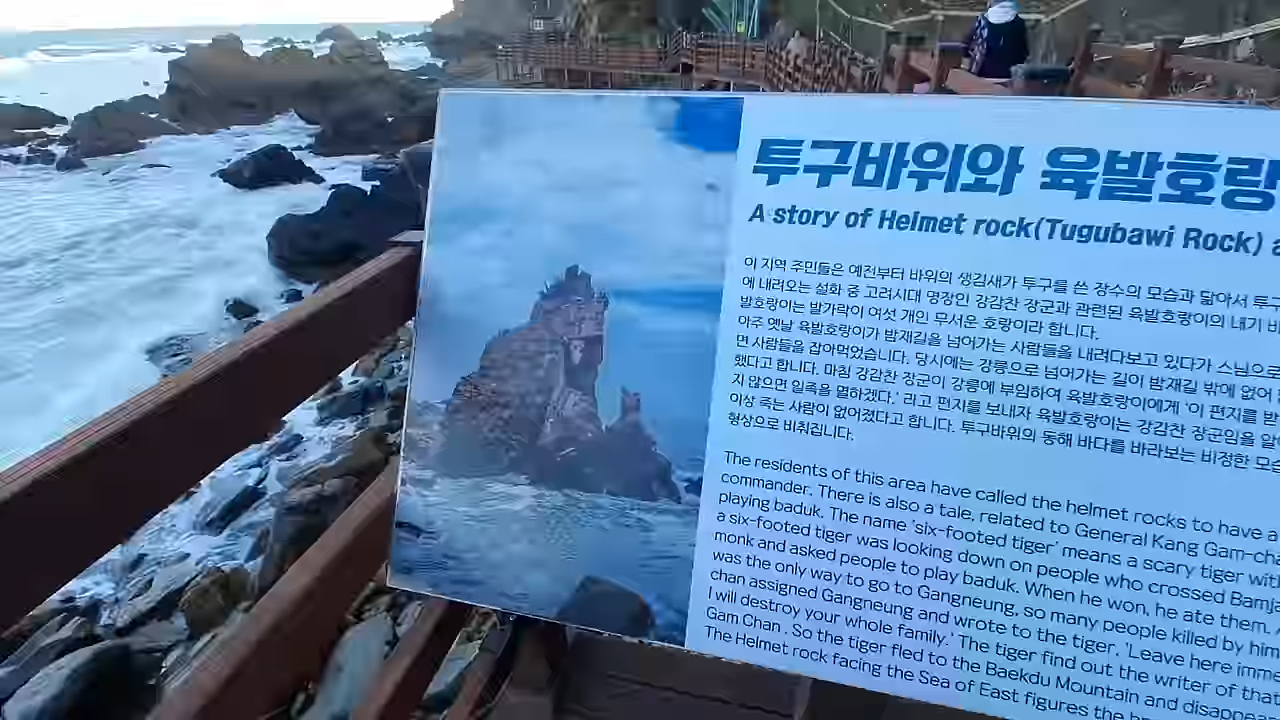 투구바위와 육발호랑
A story of Helmet rock(Tugubawi Rock) a
이 지역 주민들은 예전부터 바위의 생김새가 투구를 쓴 장수의 모습과 닮아서 투구
에 내려오는 설화 중 고려시대 명장인 강감찬 장군과 관련된 육발호랑이의 내기 바
발호랑이는 발가락이 여섯 개인 무서운 호랑이라 합니다.
아주 옛날 육발호랑이가 밤재길을 넘어가는 사람들을 내려다보고 있다가 스님으로
면 사람들을 잡아먹었습니다. 당시에는 강릉으로 넘어가는 길이 밤재길 밖에 없어
했다고 합니다. 마침 강감찬 장군이 강릉에 부임하여 육발호랑이에게 '이 편지를 받
지 않으면 일족을 멸하겠다.' 라고 편지를 보내자 육발호랑이는 강감찬 장군임을 알
이상 죽는 사람이 없어졌다고 합니다. 투구바위의 동해 바다를 바라보는 비정한 모습
형상으로 비춰집니다.
The residents of this area have called the helmet rocks to have a
commander. There is also a tale, related to General Kang Gam-cha
playing baduk. The name 'six-footed tiger' means a scary tiger with
a six-footed tiger was looking down on people who crossed Bamja
monk and asked people to play baduk. When he won, he ate them.
was the only way to go to Gangneung, so many people killed by him
chan assigned Gangneung and wrote to the tiger, 'Leave here imme
I will destroy your whole family.' The tiger find out the writer of that
Gam Chan . So the tiger fled to the Baekdu Mountain and disappea
The Helmet rock facing the Sea of East figures the br